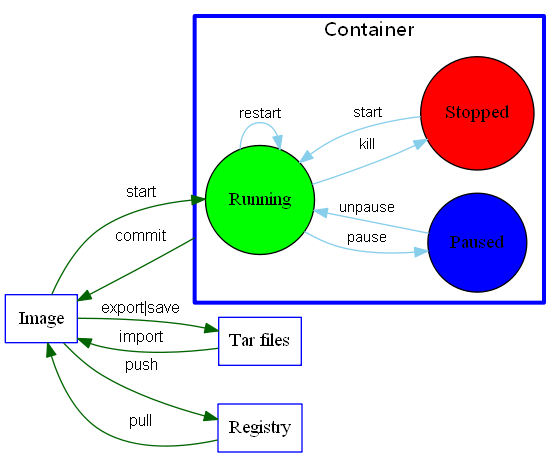 Container
restart
start
Stopped
kill
Running
start
unpause
commit
pause
Paused
export|save
Image
import
Tar files
push
pull
Registry